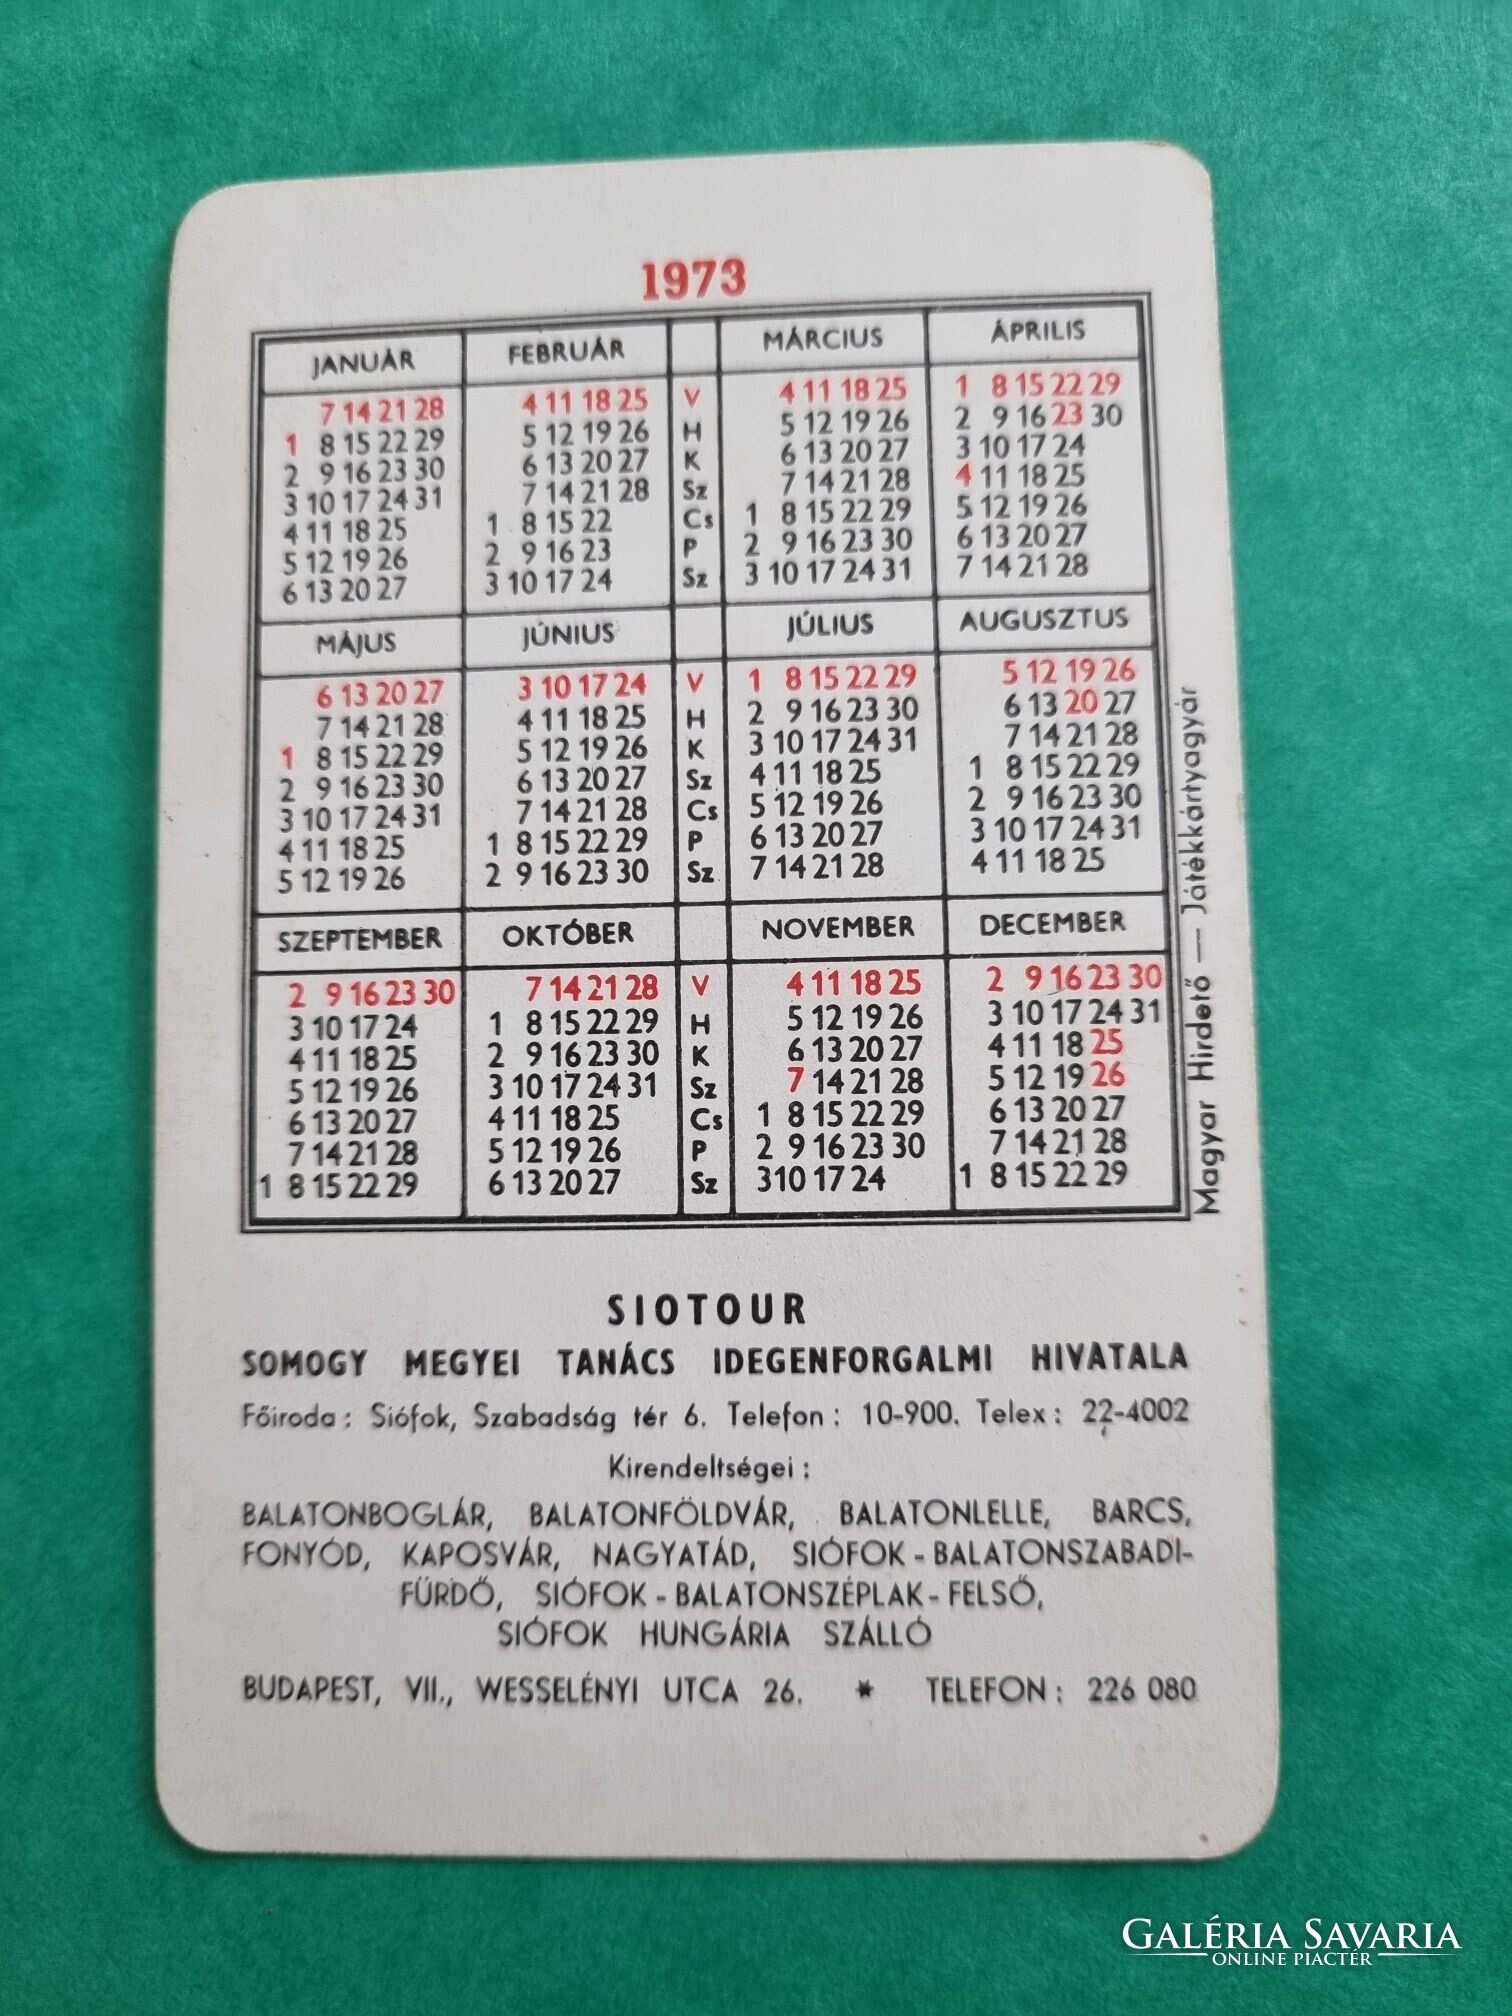 1973
JANUÁR FEBRUÁR MÁRCIUS ÁPRILIS
7 14 21 28 4 11 18 25 V 4 11 18 25 1 8 15 22 29
1 8 15 22 29 5 12 19 26 H 5 12 19 26 2 9 16 23 30
2 9 16 23 30 6 13 20 27 K 6 13 20 27 3 10 17 24
3 10 17 24 31 7 14 21 28 Sz 7 14 21 28 4 11 18 25
4 11 18 25 1 8 15 22 Cs 1 8 15 22 29 5 12 19 26
5 12 19 26 2 9 16 23 P 2 9 16 23 30 6 13 20 27
6 13 20 27 3 10 17 24 Sz 3 10 17 24 31 7 14 21 28
MÁJUS JÚNIUS JÚLIUS AUGUSZTUS
6 13 20 27 3 10 17 24 V 1 8 15 22 29 5 12 19 26
7 14 21 28 4 11 18 25 H 2 9 16 23 30 6 13 20 27
1 8 15 22 29 5 12 19 26 K 3 10 17 24 31 7 14 21 28
2 9 16 23 30 6 13 20 27 Sz 4 11 18 25 1 8 15 22 29
3 10 17 24 31 7 14 21 28 Cs 5 12 19 26 2 9 16 23 30
4 11 18 25 1 8 15 22 29 P 6 13 20 27 3 10 17 24 31
5 12 19 26 2 9 16 23 30 Sz 7 14 21 28 4 11 18 25
SZEPTEMBER OKTÓBER NOVEMBER DECEMBER
2 9 16 23 30 7 14 21 28 V 4 11 18 25 2 9 16 23 30
3 10 17 24 1 8 15 22 29 H 5 12 19 26 3 10 17 24 31
4 11 18 25 2 9 16 23 30 K 6 13 20 27 4 11 18 25
5 12 19 26 3 10 17 24 31 Sz 7 14 21 28 5 12 19 26
6 13 20 27 4 11 18 25 Cs 1 8 15 22 29 6 13 20 27
7 14 21 28 5 12 19 26 P 2 9 16 23 30 7 14 21 28
1 8 15 22 29 6 13 20 27 Sz 3 10 17 24 1 8 15 22 29
Magyar Hirdető — Játékkártyagyár
SIOTOUR
SOMOGY MEGYEI TANÁCS IDEGENFORGALMI HIVATALA
Főiroda: Siófok, Szabadság tér 6. Telefon: 10-900. Telex: 22-4002
Kirendeltségei:
BALATONBOGLÁR, BALATONFÖLDVÁR, BALATONLELLE, BARCS,
FONYÓD, KAPOSVÁR, NAGYATÁD, SIÓFOK-BALATONSZABADI-
FÜRDŐ, SIÓFOK-BALATONSZÉPLAK-FELSŐ,
SIÓFOK HUNGÁRIA SZÁLLÓ
BUDAPEST, VII., WESSELÉNYI UTCA 26. * TELEFON: 226 080
GALÉRIA SAVARIA
ONLINE PIACTÉR